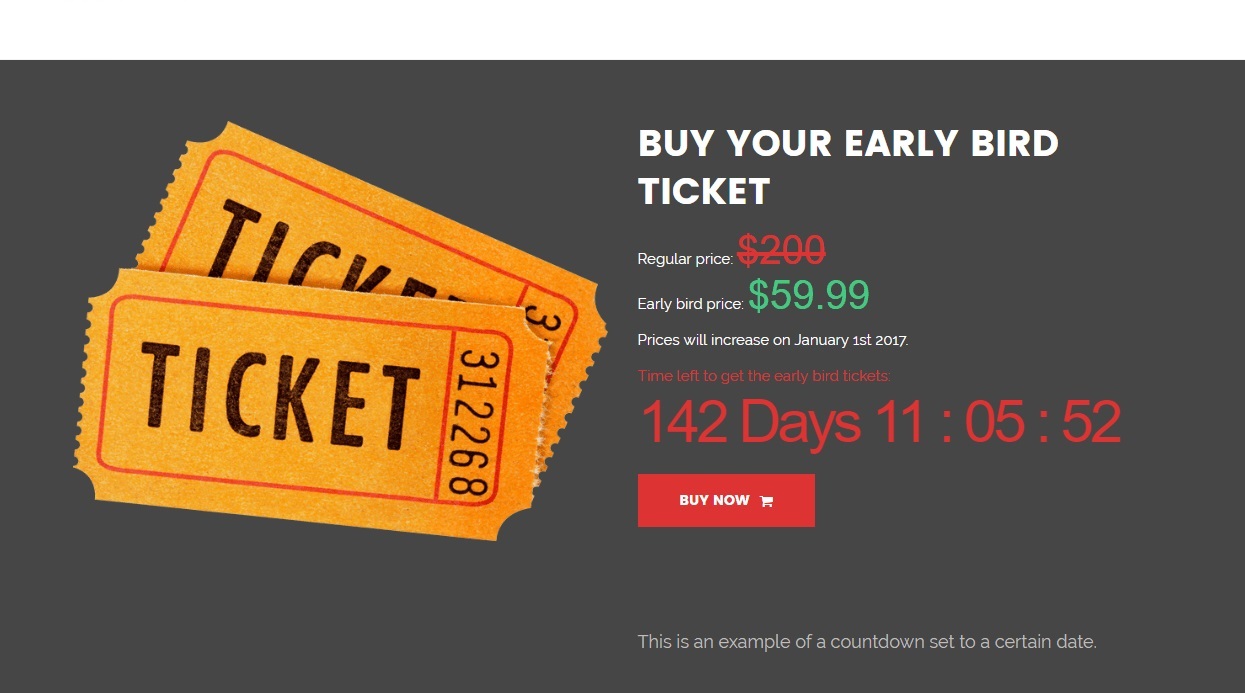 TICKET
3
TICKET
312268
BUY YOUR EARLY BIRD
TICKET
Regular price: $200
Early bird price: $59.99
Prices will increase on January 1st 2017.
Time left to get the early bird tickets:
142 Days 11 : 05 : 52
BUY NOW
This is an example of a countdown set to a certain date.